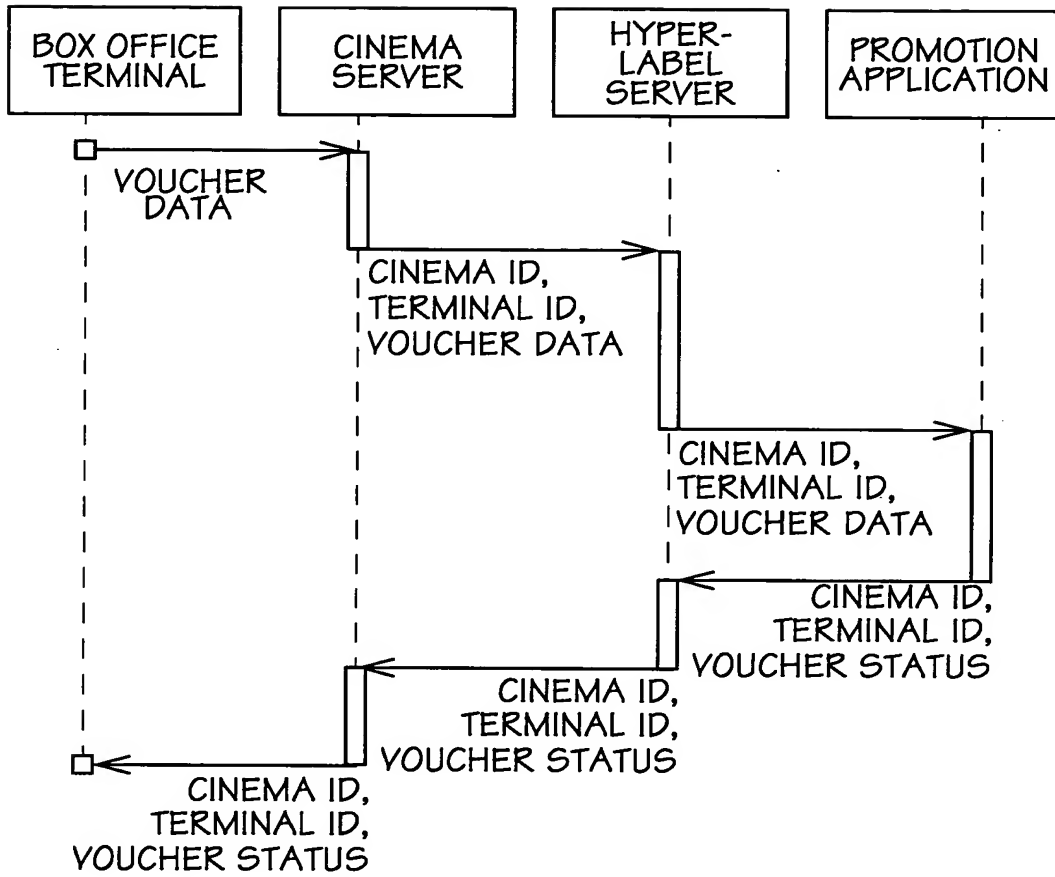 BOX OFFICE
TERMINAL
CINEMA
SERVER
HYPER-
LABEL
SERVER
PROMOTION
APPLICATION
VOUCHER
DATA
CINEMA ID,
TERMINAL ID,
VOUCHER DATA
CINEMA ID,
TERMINAL ID,
VOUCHER DATA
CINEMA ID,
TERMINAL ID,
VOUCHER STATUS
CINEMA ID,
TERMINAL ID,
VOUCHER STATUS
CINEMA ID,
TERMINAL ID,
VOUCHER STATUS